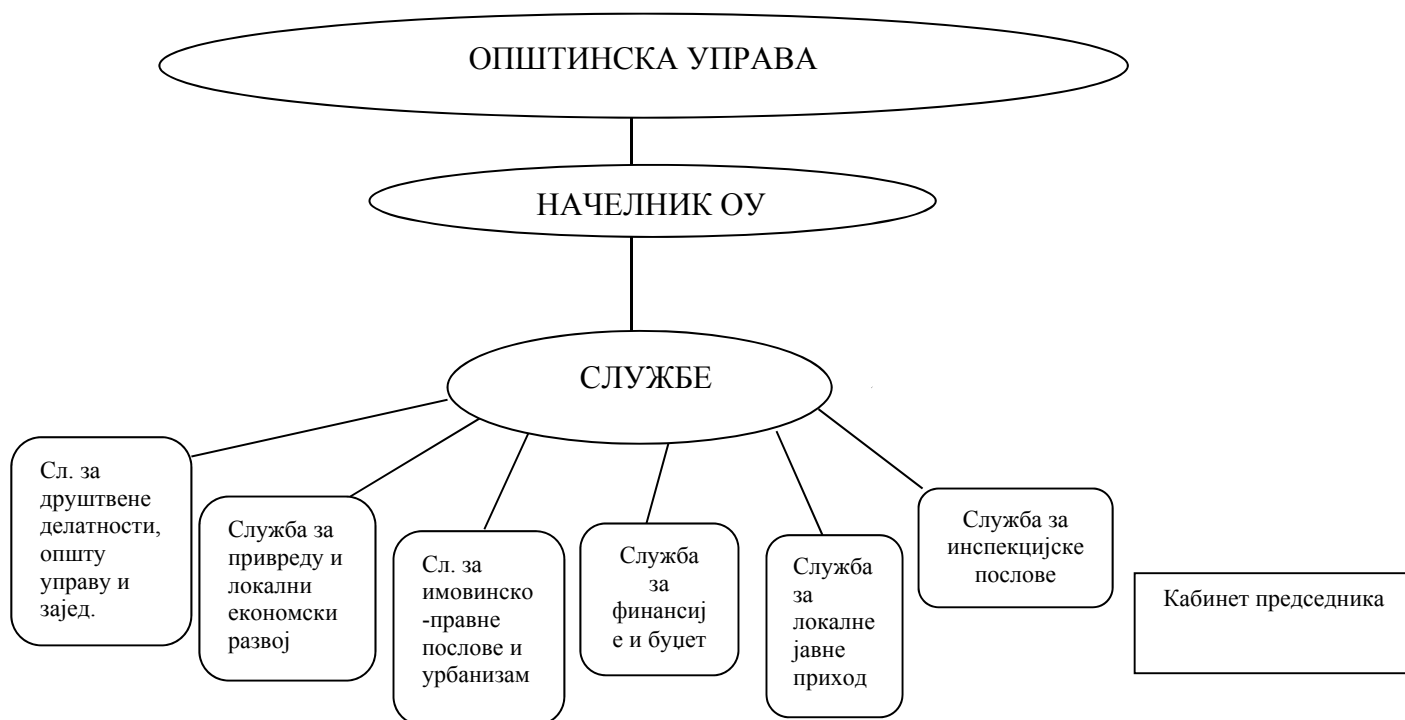 ОПШТИНСКА УПРАВА
НАЧЕЛНИК ОУ
СЛУЖБЕ
Сл. за
друштвене
делатности,
општу
управу и
зајед.
Служба за
привреду и
локални
економски
развој
Сл. за
имовинско
-правне
послове и
урбанизам
Служба
за
финансиј
е и буџет
Служба
за
локалне
јавне
приход
Служба за
инспекцијске
послове
Кабинет председника